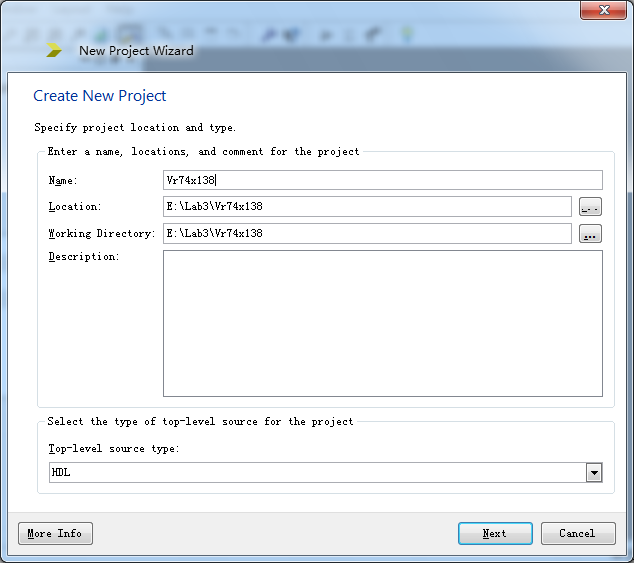 New Project Wizard
Create New Project
Specify project location and type.
Enter a name, locations, and comment for the project
Name: Vr74x138
Location: E:\Lab3\Vr74x138 ...
Working Directory: E:\Lab3\Vr74x138 ...
Description:
Select the type of top-level source for the project
Top-level source type:
HDL
More Info Next Cancel